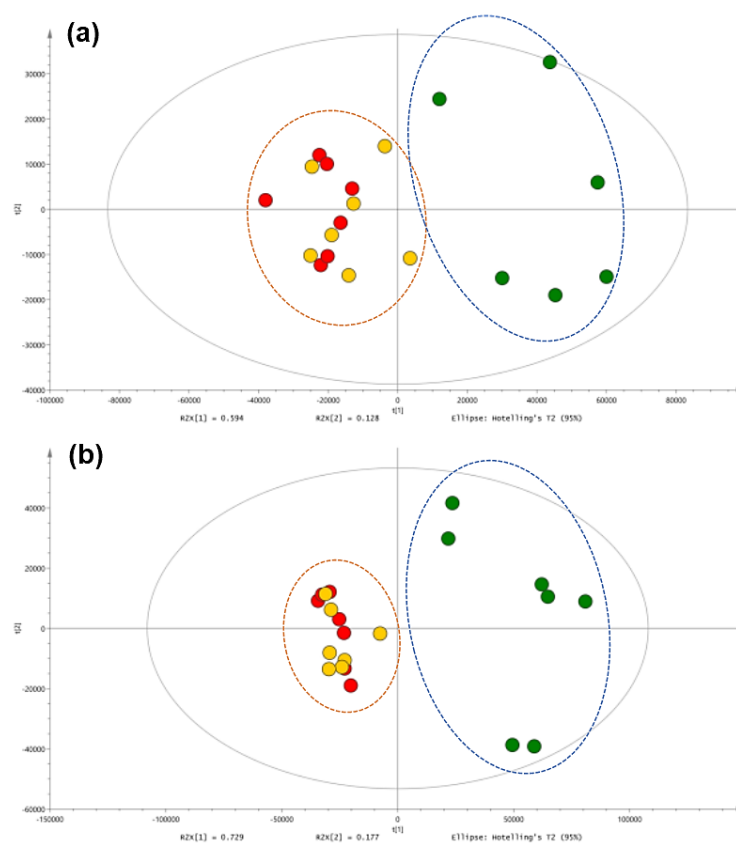 (a)
t[2]
30000
20000
10000
0
-10000
-20000
-30000
-40000
-100000 -80000 -60000 -40000 -20000 0 20000 40000 60000 80000
t[1]
R2X[1] = 0.594 R2X[2] = 0.128 Ellipse: Hotelling's T2 (95%)
(b)
t[2]
40000
20000
0
-20000
-40000
-60000
-150000 -100000 -50000 0 50000 100000
t[1]
R2X[1] = 0.729 R2X[2] = 0.177 Ellipse: Hotelling's T2 (95%)